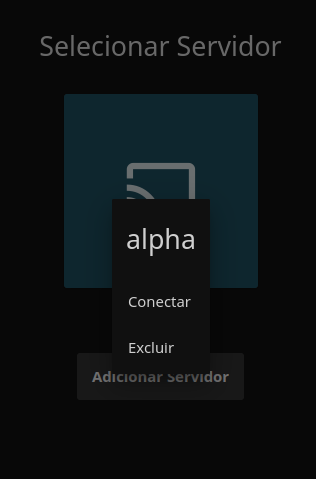 Selecionar Servidor
alpha
Conectar
Excluir
Adicionar Servidor